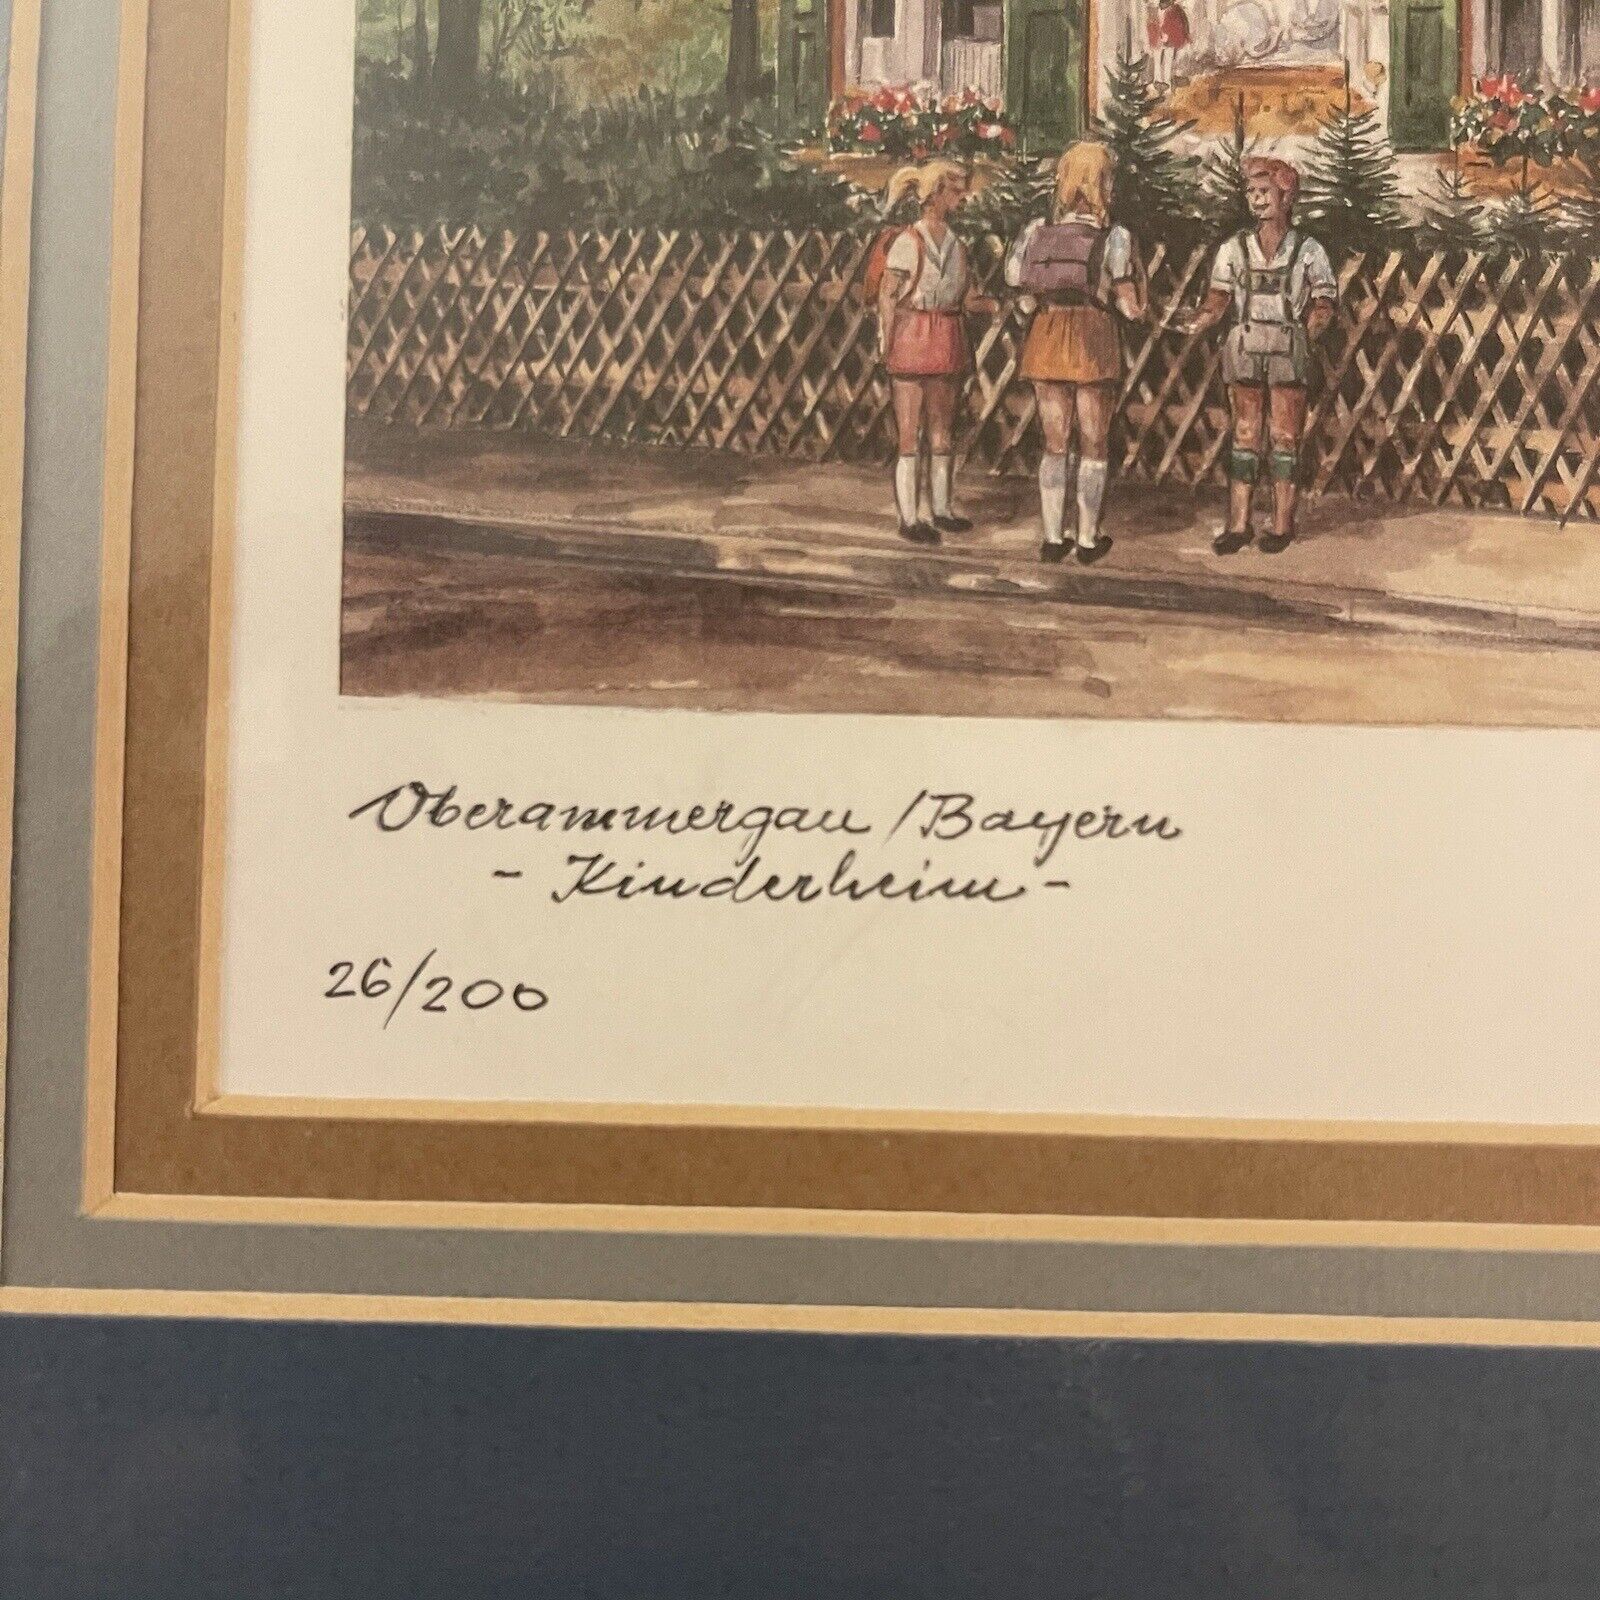 Oberammergau / Bayern
- Kinderheim -
26/200